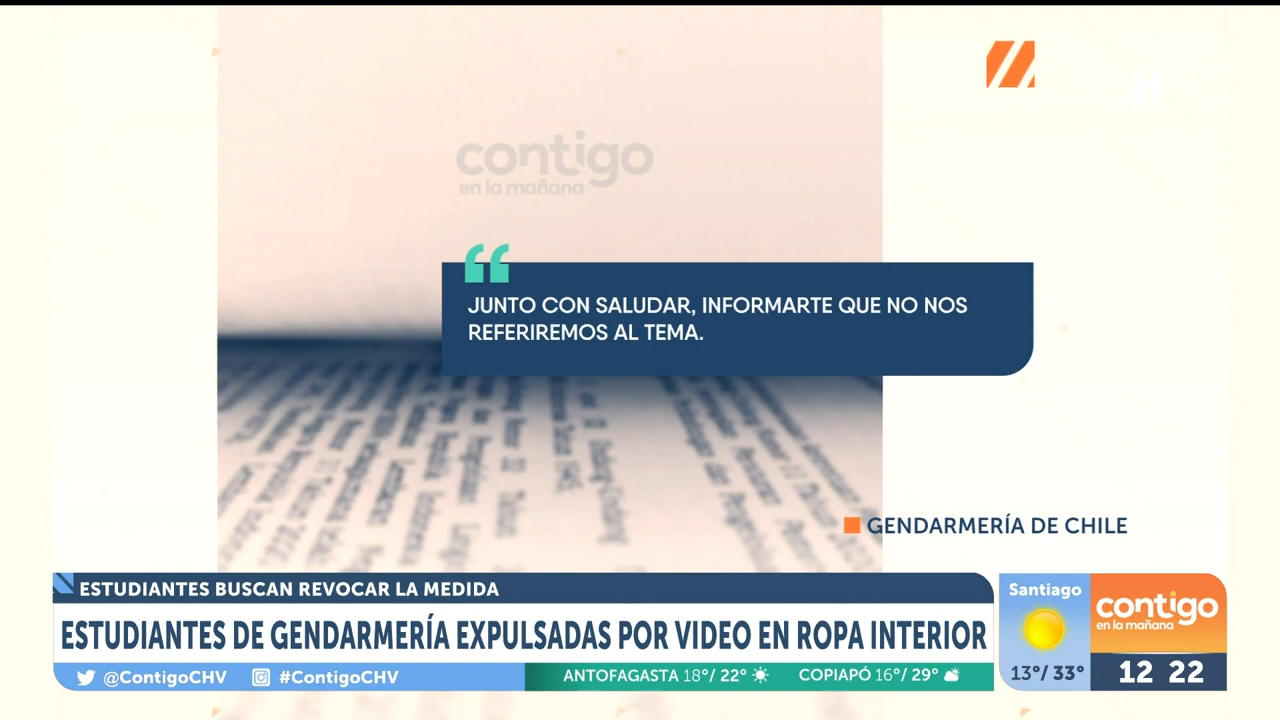 contigo
en la mañana
JUNTO CON SALUDAR, INFORMARTE QUE NO NOS
REFERIREMOS AL TEMA.
GENDARMERÍA DE CHILE
ESTUDIANTES BUSCAN REVOCAR LA MEDIDA
ESTUDIANTES DE GENDARMERÍA EXPULSADAS POR VIDEO EN ROPA INTERIOR
@ContigoCHV #ContigoCHV ANTOFAGASTA 18°/ 22° COPIAPÓ 16°/ 29°
Santiago
13°/ 33°
contigo
en la mañana
12 22